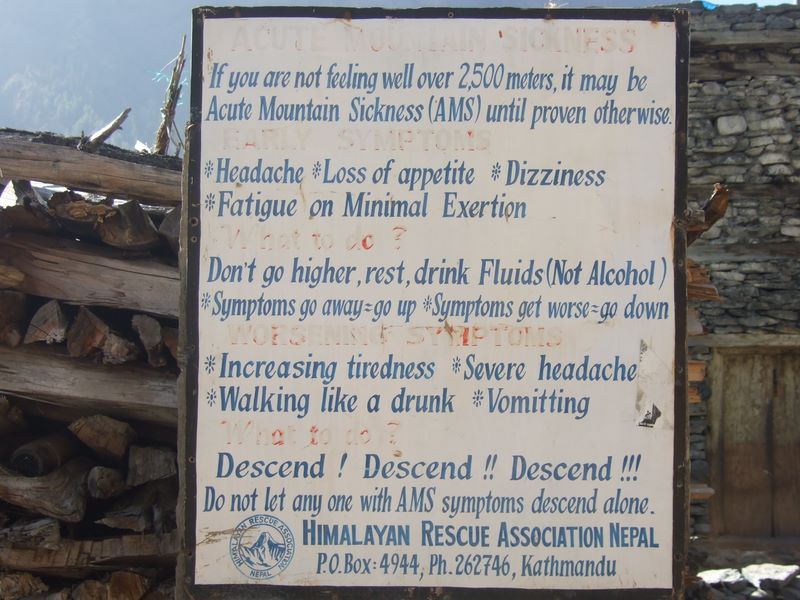 ACUTE MOUNTAIN SICKNESS
If you are not feeling well over 2,500 meters, it may be
Acute Mountain Sickness (AMS) until proven otherwise.
EARLY SYMPTOMS
*Headache *Loss of appetite *Dizziness
*Fatigue on Minimal Exertion
What to do ?
Don't go higher, rest, drink Fluids (Not Alcohol)
*Symptoms go away=go up *Symptoms get worse=go down
WORSENING SYMPTOMS
*Increasing tiredness *Severe headache
*Walking like a drunk *Vomitting
What to do ?
Descend ! Descend !! Descend !!!
Do not let any one with AMS symptoms descend alone.
HIMALAYAN RESCUE ASSOCIATION NEPAL
HIMALAYAN RESCUE ASSOCIATION NEPAL
P.O. Box: 4944, Ph. 262746, Kathmandu